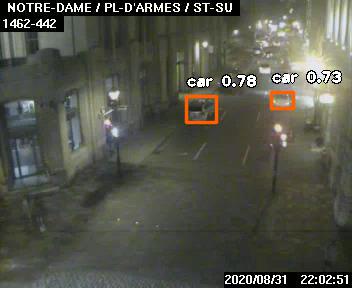 NOTRE-DAME / PL-D'ARMES / ST-SU
1462-442
car 0.78
car 0.73
2020/08/31 22:02:51